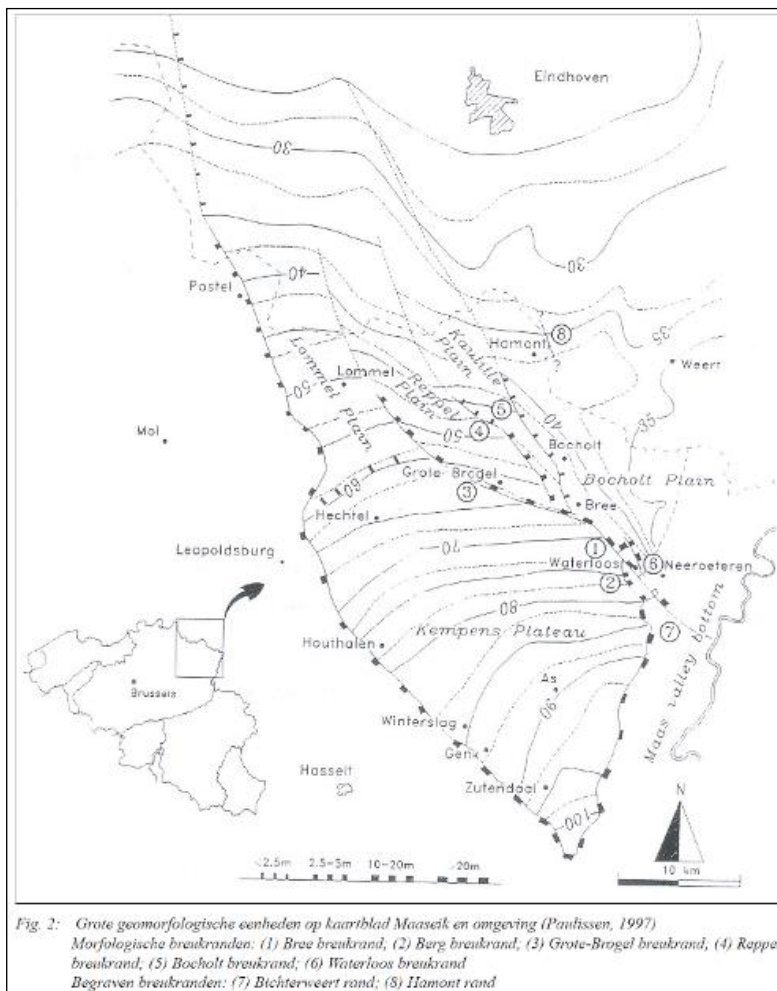 Eindhoven
30
30
40
Postel
35
Hamont
8
Weert
Kaulille
Plain
Lommel
Reppel
Plain
Lommel Plain
50
5
4
50
40
35
Mol
Bocholt
Grote-Brogel
3
Bocholt Plain
60
Bree
Hechtel
Leopoldsburg
70
1
Waterloos
6
Neeroeteren
2
80
Kempens Plateau
7
Maas valley bottom
Houthalen
Brussels
As
90
Winterslag
Genk
Hasselt
Zutendaal
100
N
<2.5m 2.5-5m 10-20m >20m
10 km
Fig. 2: Grote geomorfologische eenheden op kaartblad Maaseik en omgeving (Paulissen, 1997)
Morfologische breukranden: (1) Bree breukrand; (2) Berg breukrand; (3) Grote-Brogel breukrand; (4) Reppel
breukrand; (5) Bocholt breukrand; (6) Waterloos breukrand
Begraven breukranden: (7) Bichterweert rand; (8) Hamont rand